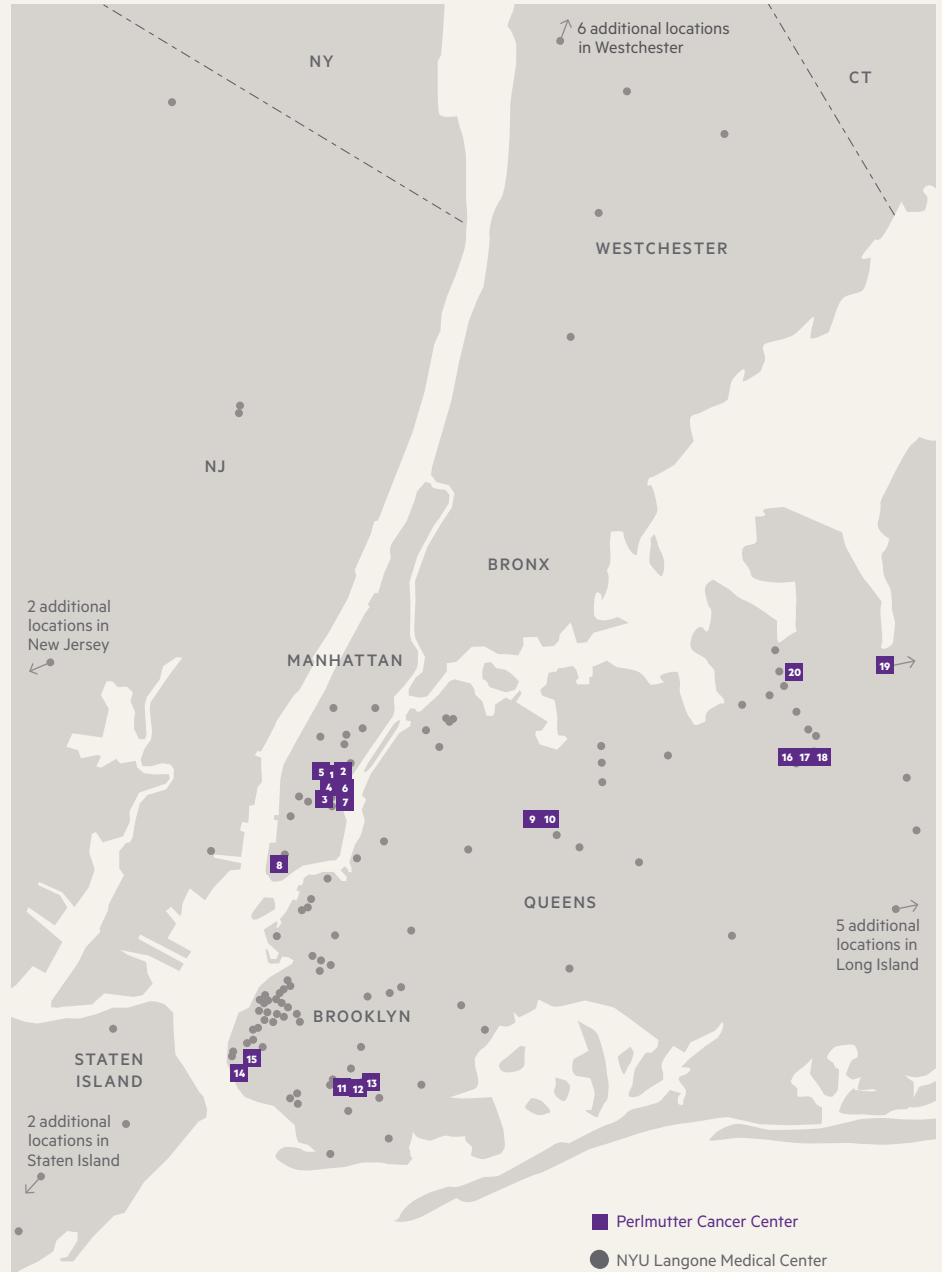 6 additional locations
in Westchester
NY
CT
WESTCHESTER
NJ
BRONX
2 additional
locations in
New Jersey
MANHATTAN
19
20
16 17 18
5 1 2
4 6
3 7
9 10
8
QUEENS
5 additional
locations in
Long Island
BROOKLYN
15
14
STATEN
ISLAND
11 12 13
2 additional
locations in
Staten Island
Perlmutter Cancer Center
NYU Langone Medical Center